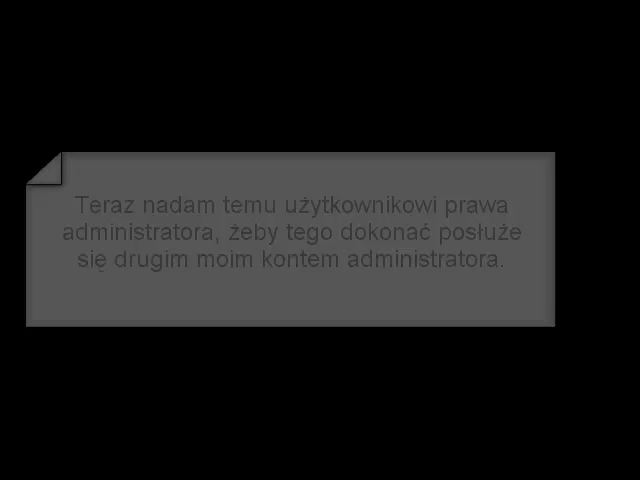 Teraz nadam temu użytkownikowi prawa
administratora, żeby tego dokonać posłuże
się drugim moim kontem administratora.